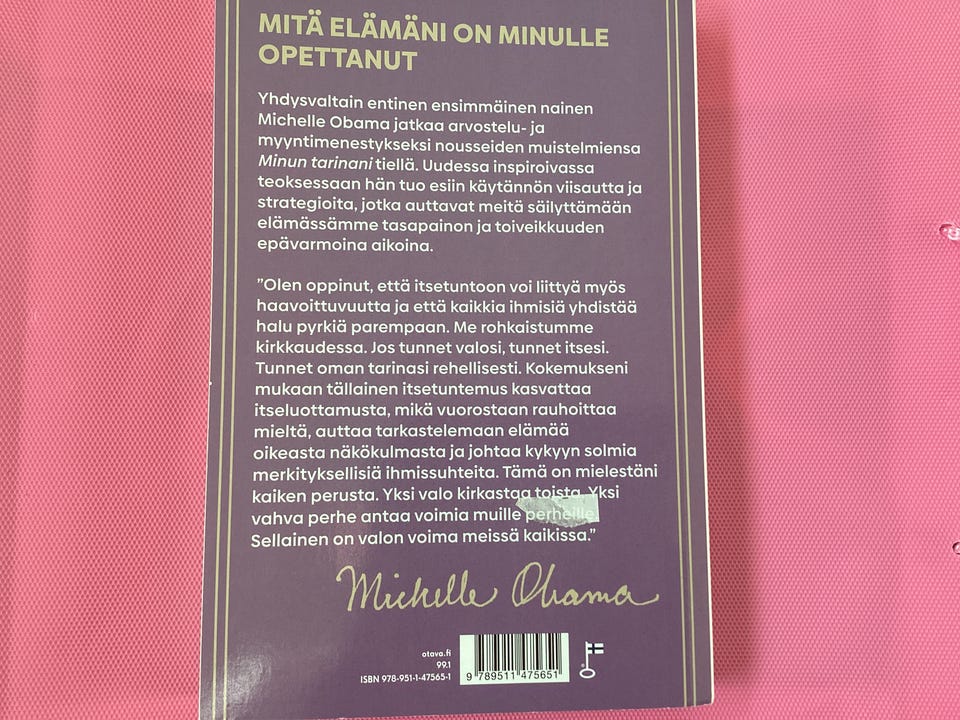 MITÄ ELÄMÄNI ON MINULLE
OPETTANUT
Yhdysvaltain entinen ensimmäinen nainen
Michelle Obama jatkaa arvostelu- ja
myyntimenestykseksi nousseiden muistelmiensa
Minun tarinani tiellä. Uudessa inspiroivassa
teoksessaan hän tuo esiin käytännön viisautta ja
strategioita, jotka auttavat meitä säilyttämään
elämässämme tasapainon ja toiveikkuuden
epävarmoina aikoina.
”Olen oppinut, että itsetuntoon voi liittyä myös
haavoittuvuutta ja että kaikkia ihmisiä yhdistää
halu pyrkiä parempaan. Me rohkaistumme
kirkkaudessa. Jos tunnet valosi, tunnet itsesi.
Tunnet oman tarinasi rehellisesti. Kokemukseni
mukaan tällainen itsetuntemus kasvattaa
itseluottamusta, mikä vuorostaan rauhoittaa
mieltä, auttaa tarkastelemaan elämää
oikeasta näkökulmasta ja johtaa kykyyn solmia
merkityksellisiä ihmissuhteita. Tämä on mielestäni
kaiken perusta. Yksi valo kirkastaa toista. Yksi
vahva perhe antaa voimia muille perheille.
Sellainen on valon voima meissä kaikissa.”
Michelle Obama
otava.fi
99.1
ISBN 978-951-1-47565-1
9 789511 475651